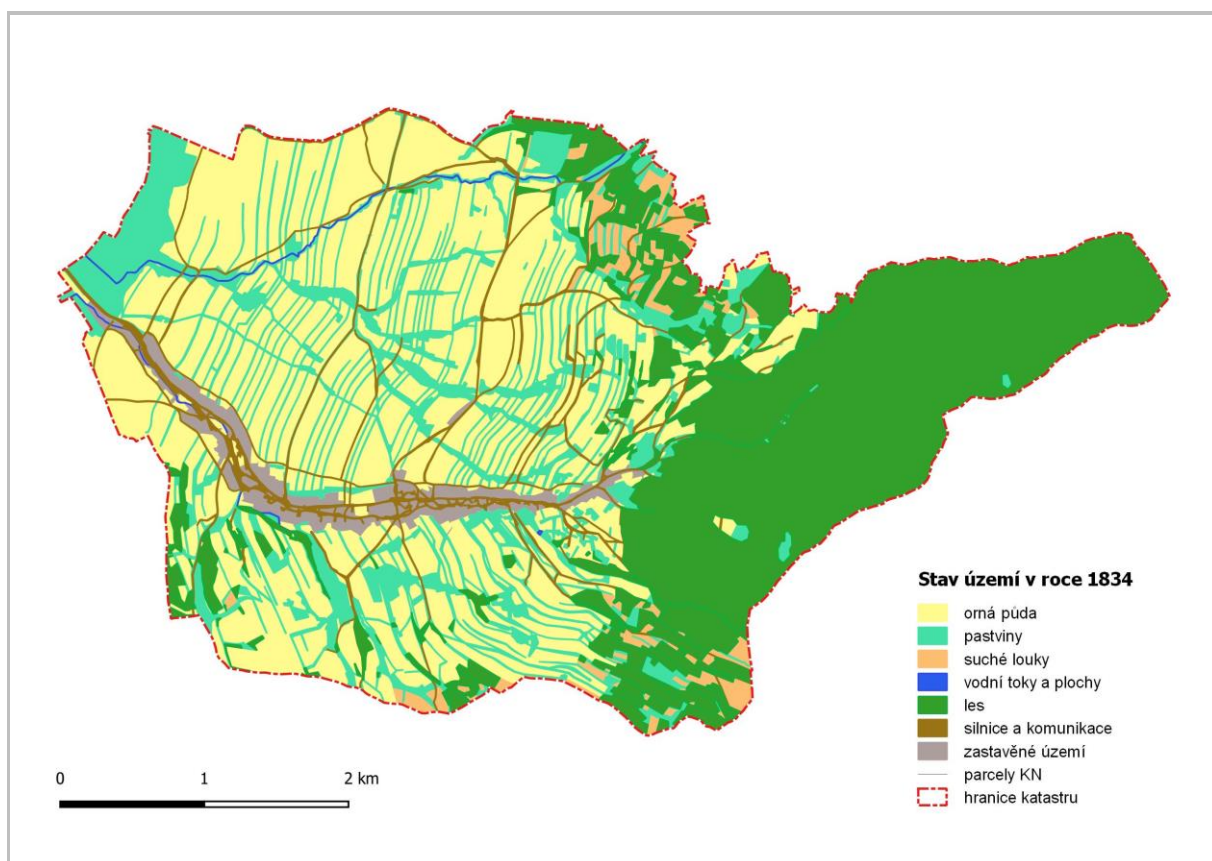 Stav území v roce 1834
orná půda
pastviny
suché louky
vodní toky a plochy
les
silnice a komunikace
zastavěné území
parcely KN
hranice katastru
0 1 2 km